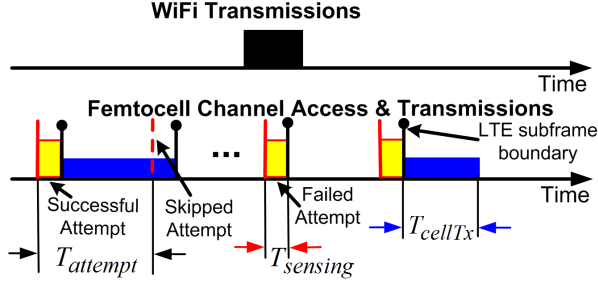 WiFi Transmissions
Time
Femtocell Channel Access & Transmissions
LTE subframe
boundary
...
Time
Successful
Attempt
Skipped
Attempt
Failed
Attempt
T_attempt
T_sensing
T_cellTx